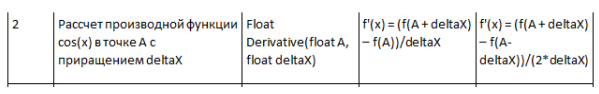 2
Рассчет производной функции
cos(x) в точке A с
приращением deltaX
Float
Derivative(float A,
float deltaX)
f'(x) = (f(A + deltaX)
– f(A))/deltaX
f'(x) = (f(A + deltaX)
– f(A-
deltaX))/(2*deltaX)